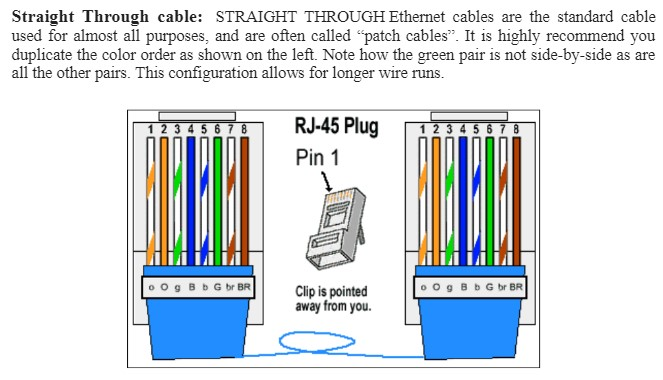 Straight Through cable: STRAIGHT THROUGH Ethernet cables are the standard cable
used for almost all purposes, and are often called “patch cables”. It is highly recommend you
duplicate the color order as shown on the left. Note how the green pair is not side-by-side as are
all the other pairs. This configuration allows for longer wire runs.
1 2 3 4 5 6 7 8
RJ-45 Plug
Pin 1
1 2 3 4 5 6 7 8
o O g B b G br BR
Clip is pointed
away from you.
o O g B b G br BR